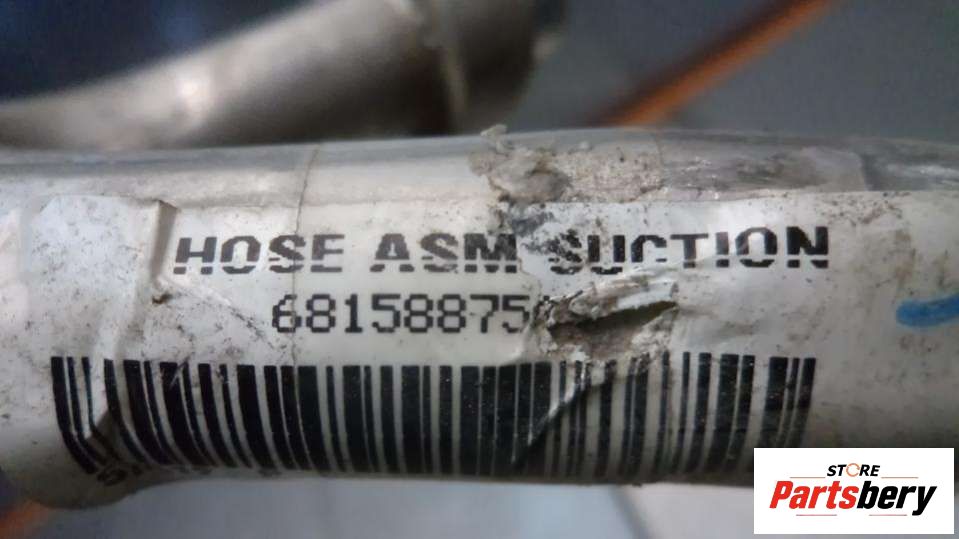 HOSE ASM SUCTION
68158875
STORE
Partsbery